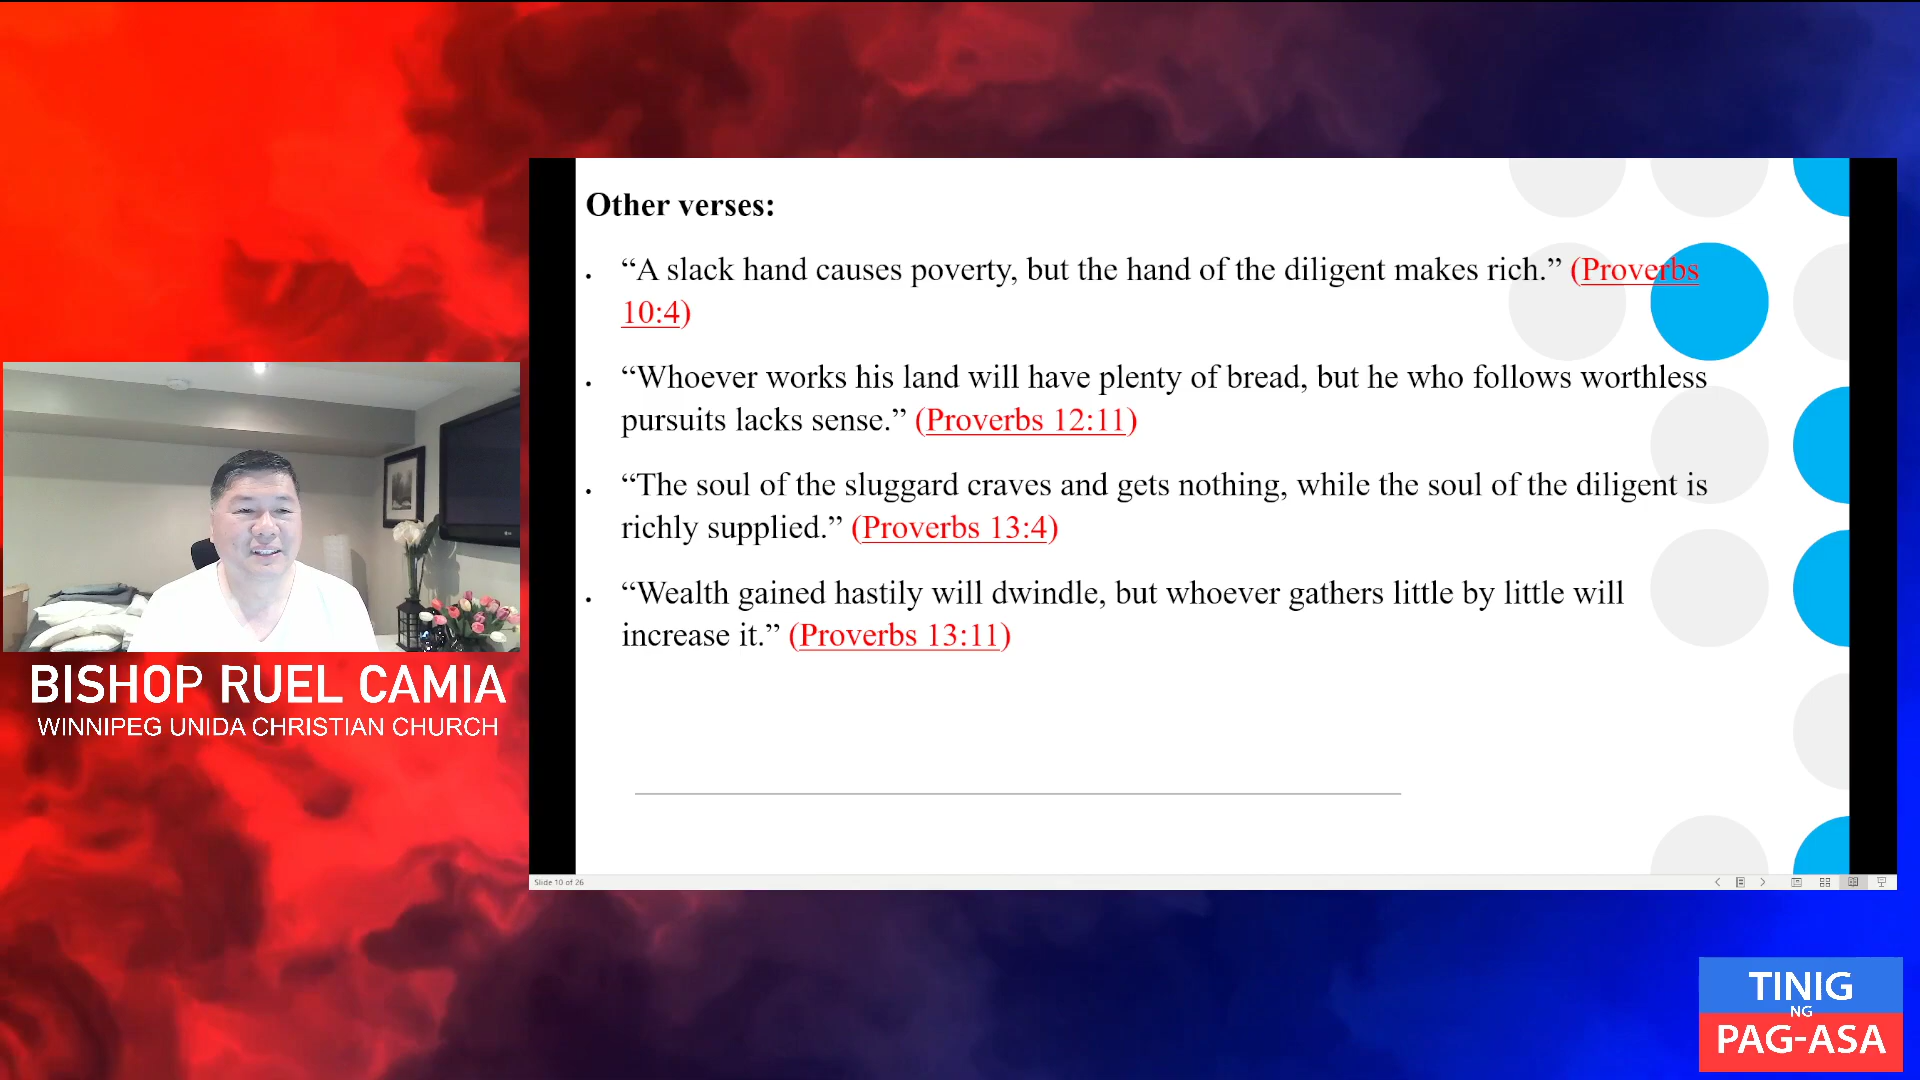 Other verses:
• “A slack hand causes poverty, but the hand of the diligent makes rich.” (Proverbs
10:4)
• “Whoever works his land will have plenty of bread, but he who follows worthless
pursuits lacks sense.” (Proverbs 12:11)
• “The soul of the sluggard craves and gets nothing, while the soul of the diligent is
richly supplied.” (Proverbs 13:4)
• “Wealth gained hastily will dwindle, but whoever gathers little by little will
increase it.” (Proverbs 13:11)
BISHOP RUEL CAMIA
WINNIPEG UNIDA CHRISTIAN CHURCH
Slide 10 of 26
TINIG
NG
PAG-ASA